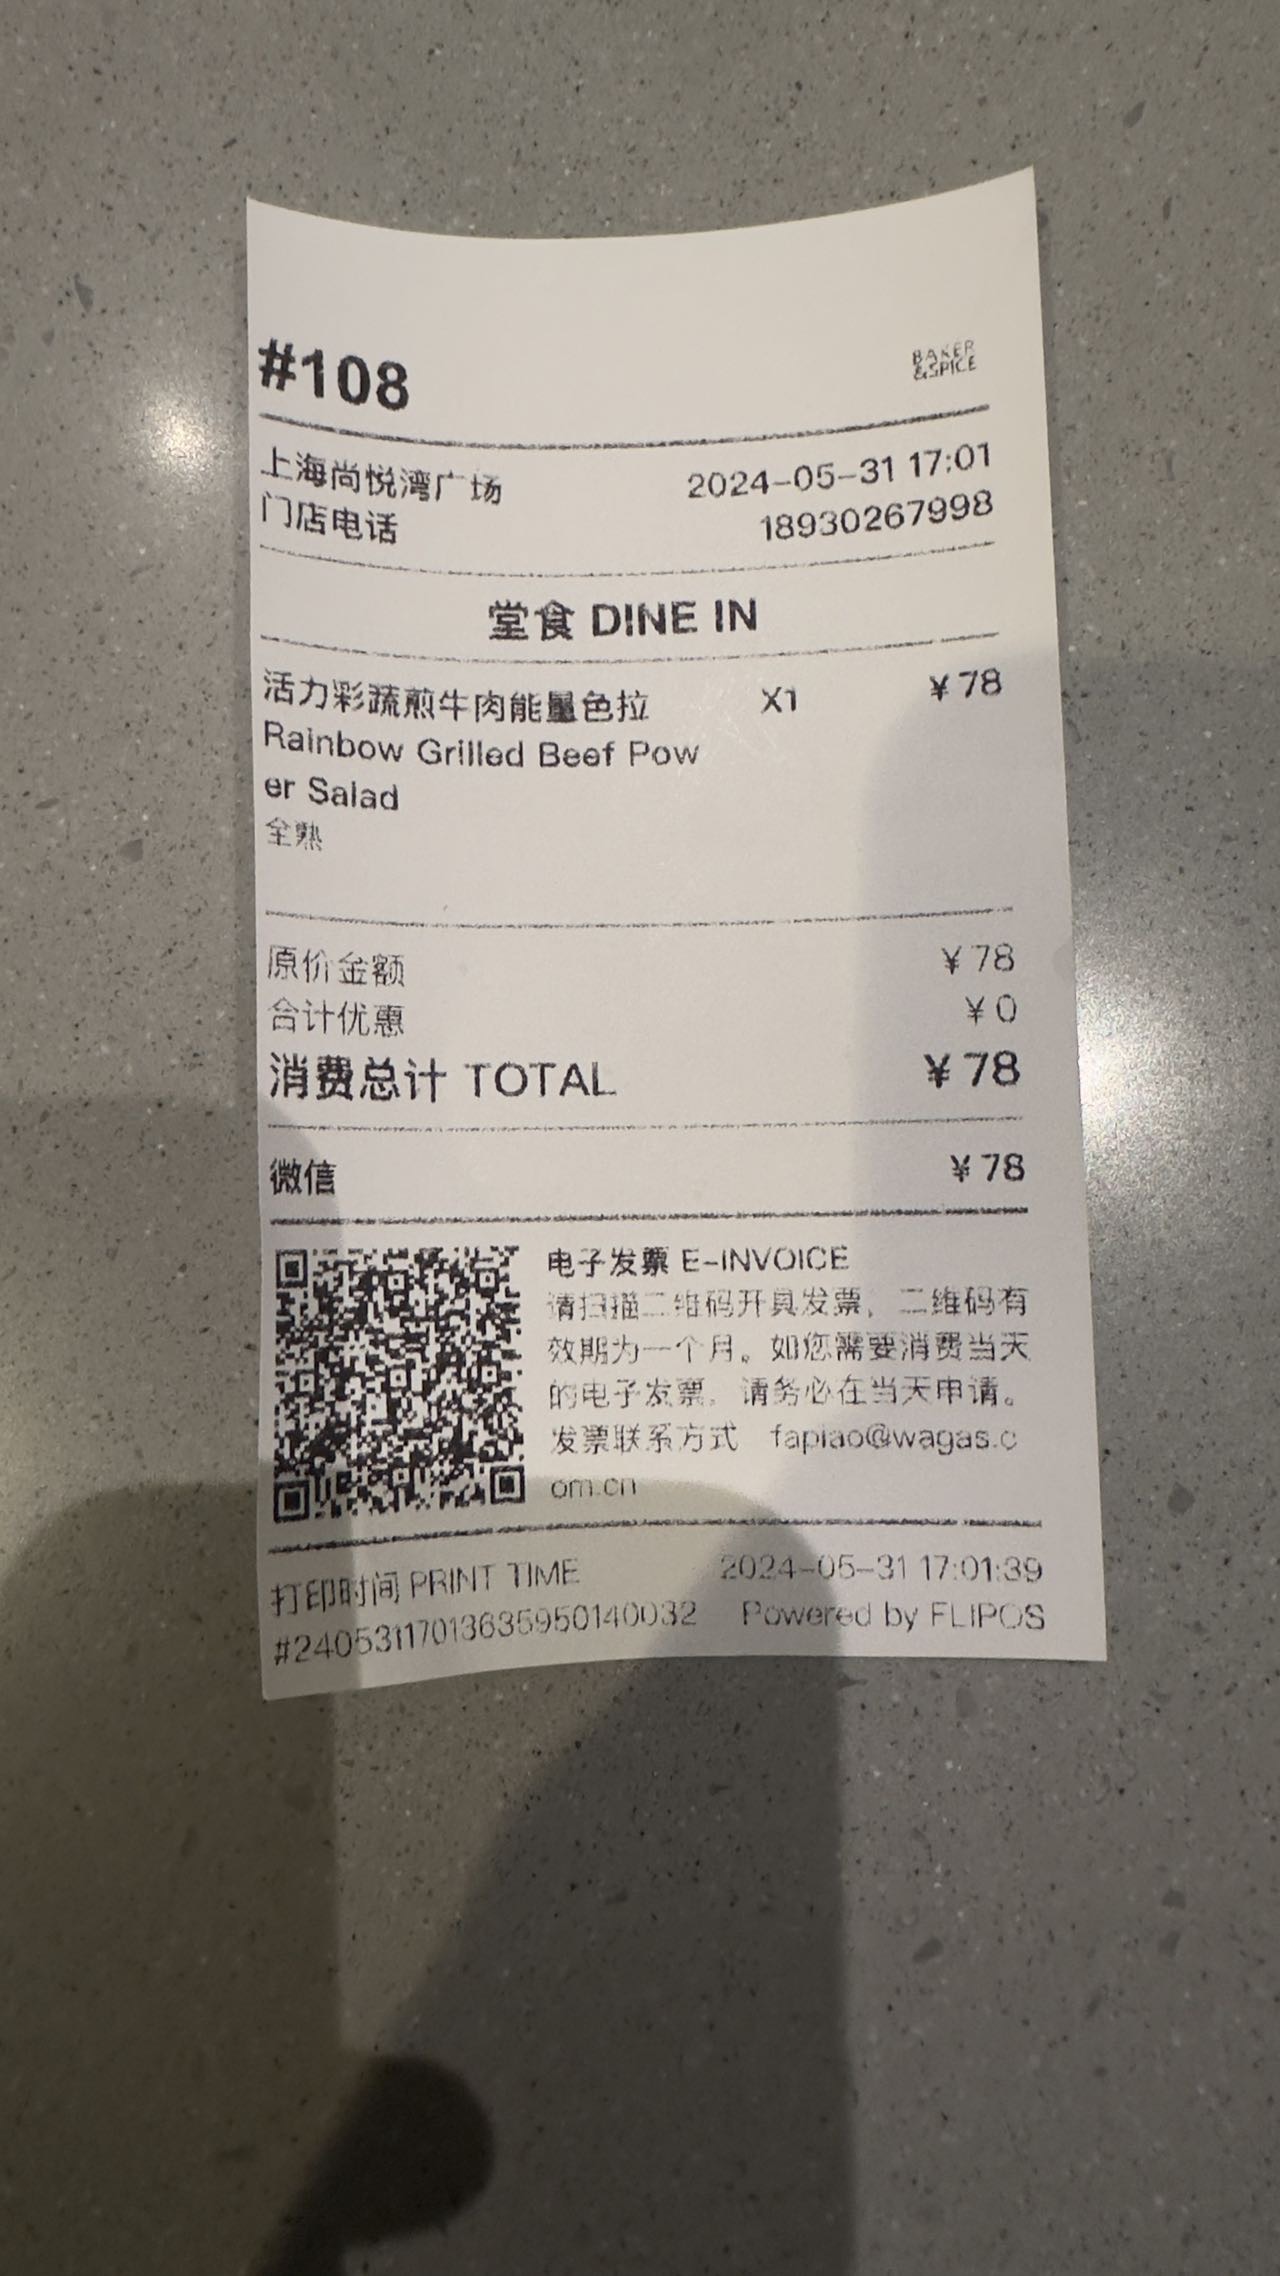 #108
BAKER
&SPICE
上海尚悦湾广场 2024-05-31 17:01
门店电话 18930267998
堂食 DINE IN
活力彩蔬煎牛肉能量色拉 X1 ¥78
Rainbow Grilled Beef Pow
er Salad
全熟
原价金额 ¥78
合计优惠 ¥0
消费总计 TOTAL ¥78
微信 ¥78
电子发票 E-INVOICE
请扫描二维码开具发票，二维码有
效期为一个月。如您需要消费当天
的电子发票，请务必在当天申请。
发票联系方式 fapiao@wagas.c
om.cn
打印时间 PRINT TIME 2024-05-31 17:01:39
#24053117013635950140032 Powered by FLIPOS